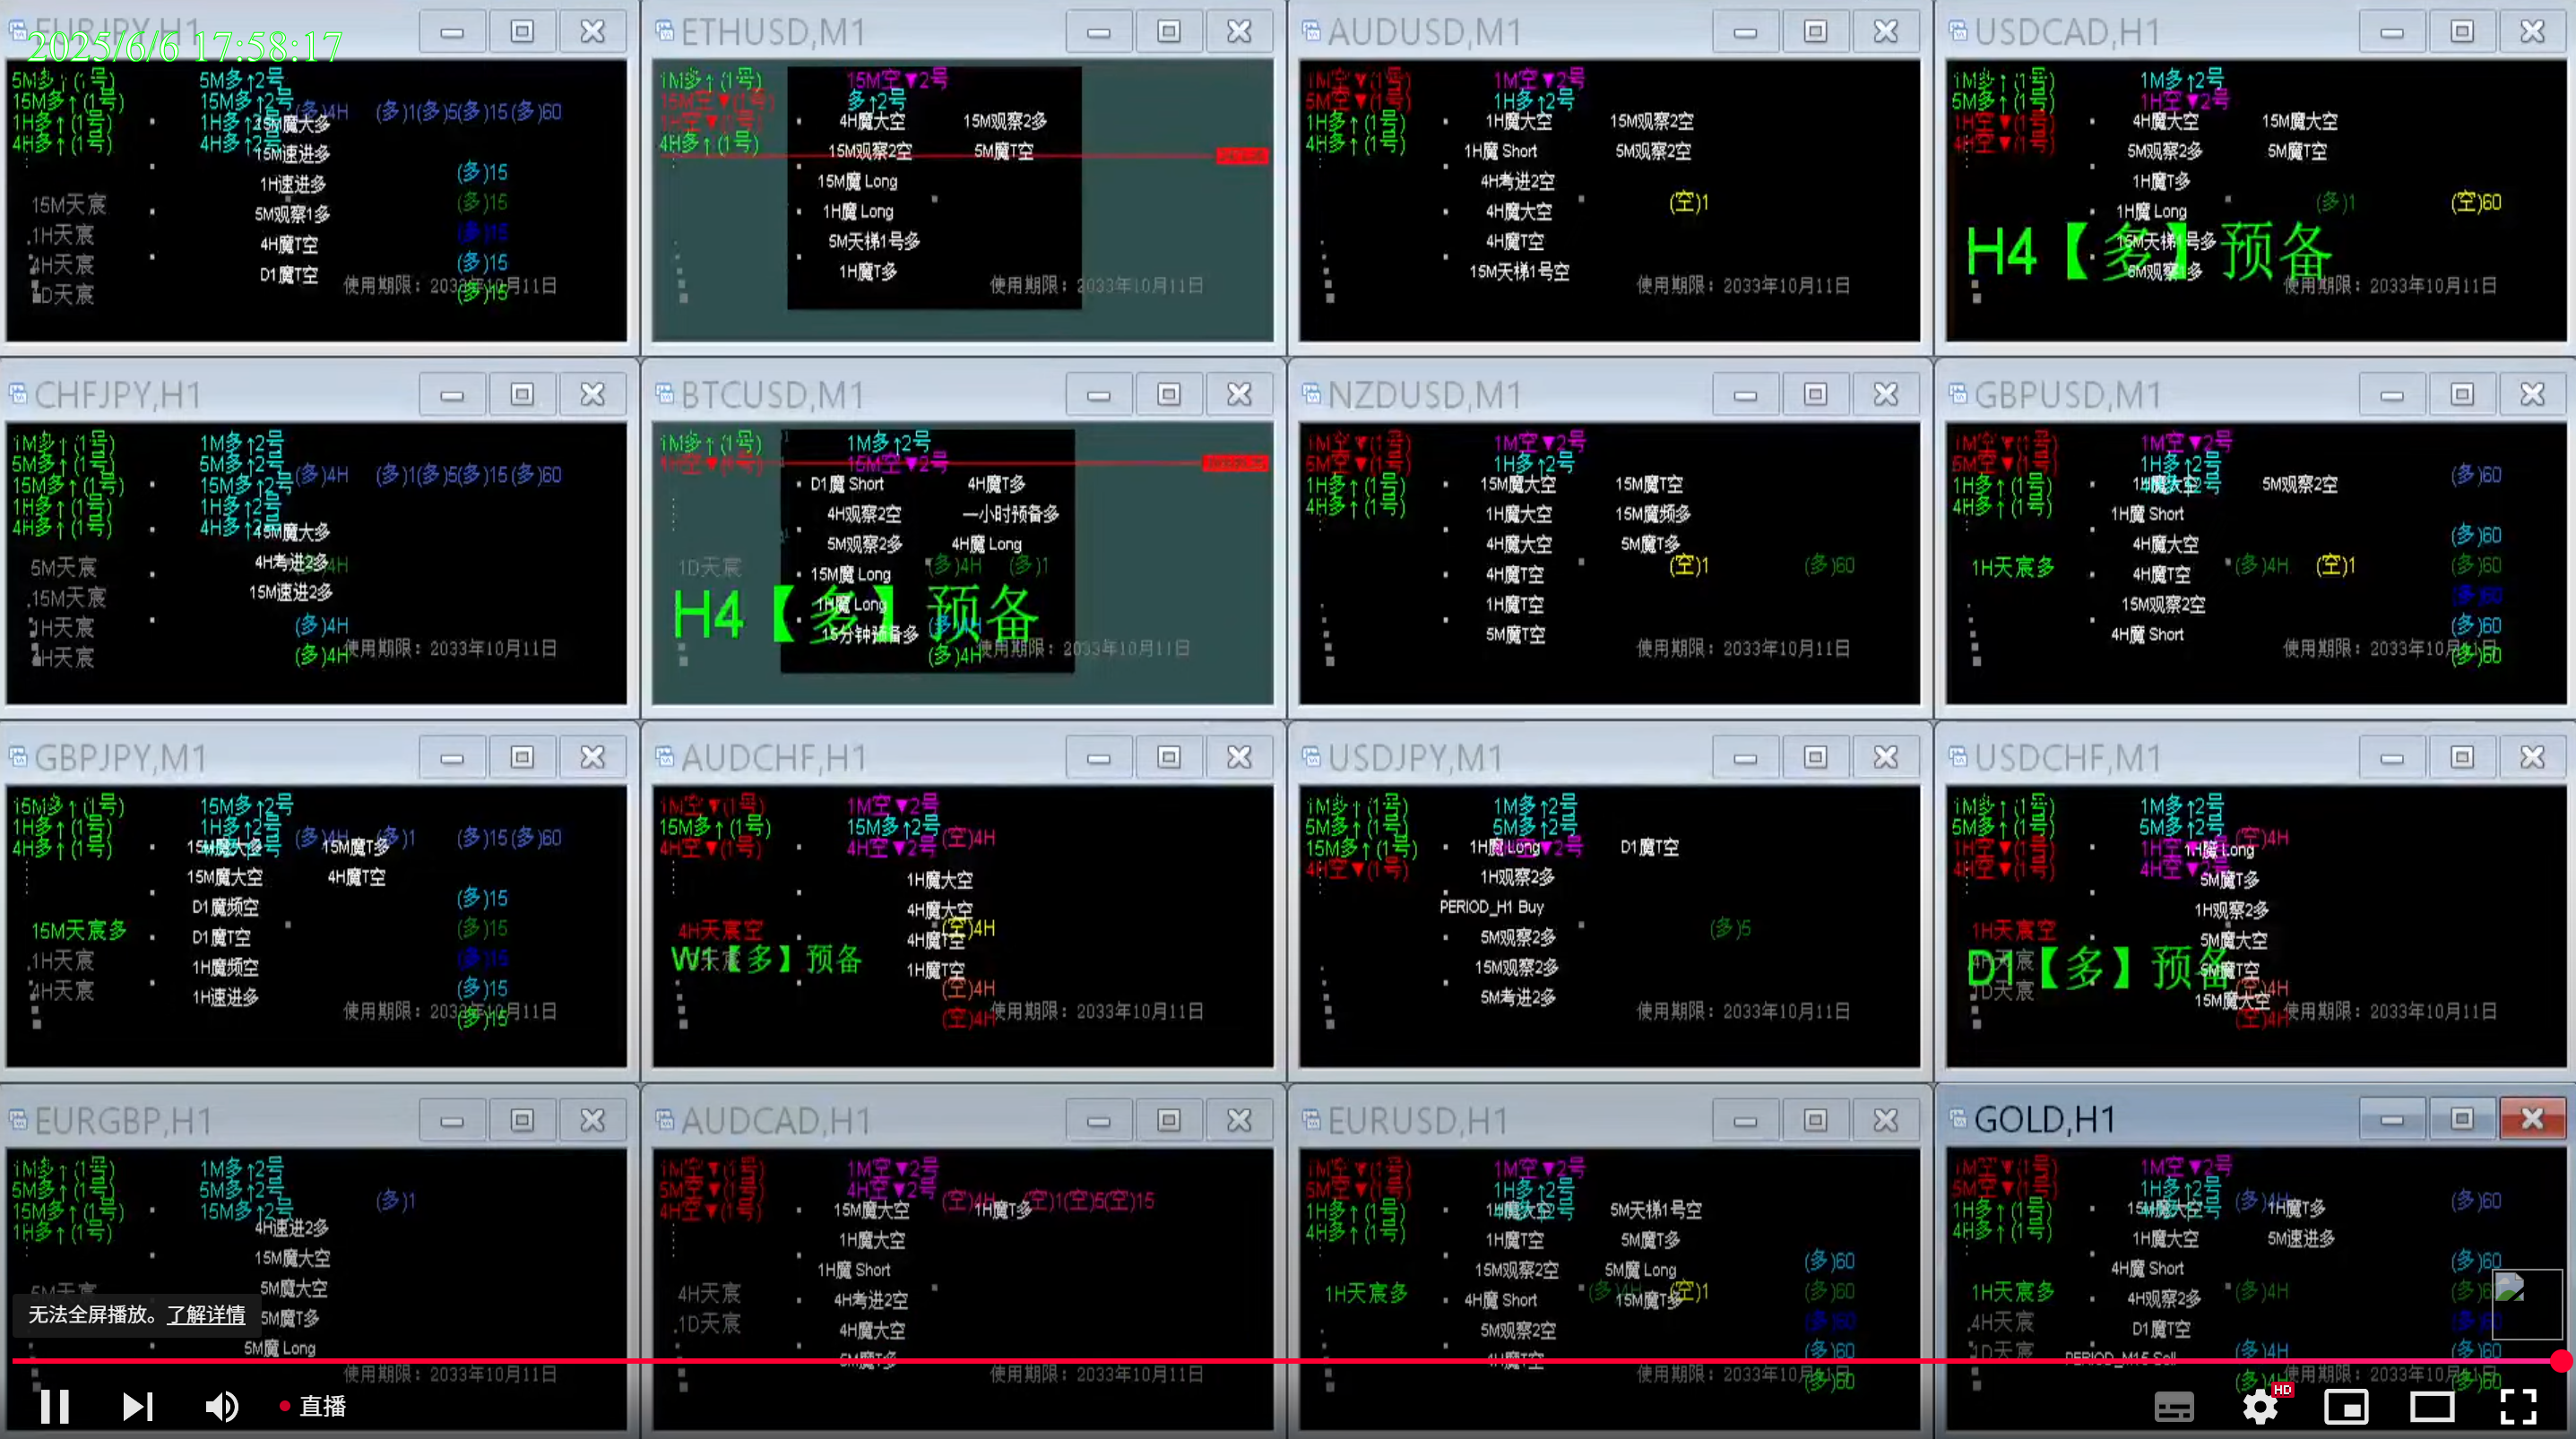 EURJPY,H1
2025/6/6 17:58:17
5M多↑(1号) 5M多↑2号
15M多↑(1号) 15M多↑2号 (多)4H (多)1(多)5(多)15(多)60
1H多↑(1号) 1H多↑2号 15M魔大多
4H多↑(1号) 4H多↑2号 15M速进多
1H速进多 (多)15
15M天宸 5M观察1多 (多)15
1H天宸 4H魔T空 (多)15
4H天宸 D1魔T空 (多)15
1D天宸 使用期限：2033年10月11日 (多)15
ETHUSD,M1
1M多↑(1号) 15M空▼2号
15M空▼(1号) 多↑2号
1H空▼(1号) 4H魔大空 15M观察2多
4H多↑(1号) 15M观察2空 5M魔T空
15M魔 Long
1H魔 Long
5M天梯1号多
1H魔T多
使用期限：2033年10月11日
AUDUSD,M1
1M空▼(1号) 1M空▼2号
5M空▼(1号) 1H多↑2号
1H多↑(1号) 1H魔大空 15M观察2空
4H多↑(1号) 1H魔 Short 5M观察2空
4H考进2空
4H魔大空 (空)1
4H魔T空
15M天梯1号空
使用期限：2033年10月11日
USDCAD,H1
1M多↑(1号) 1M多↑2号
5M多↑(1号) 1H空▼2号
1H空▼(1号) 4H魔大空 15M魔大空
4H空▼(1号) 5M观察2多 5M魔T空
1H魔T多
1H魔 Long (多)1 (空)60
15M天梯1号多
H4【多】预备
5M观察1多
使用期限：2033年10月11日
CHFJPY,H1
1M多↑(1号) 1M多↑2号
5M多↑(1号) 5M多↑2号
15M多↑(1号) 15M多↑2号 (多)4H (多)1(多)5(多)15(多)60
1H多↑(1号) 1H多↑2号
4H多↑(1号) 4H多↑2号
4H考进2多
5M天宸
15M天宸 15M速进2多
1H天宸 (多)4H
4H天宸 (多)4H 使用期限：2033年10月11日
BTCUSD,M1
1M多↑(1号) 1M多↑2号
4H空▼(1号) 15M空▼2号
D1魔 Short 4H魔T多
4H观察2空 一小时预备多
5M观察2多 4H魔 Long
1D天宸 15M魔 Long (多)4H (多)1
1H魔 Long
H4【多】预备
15分钟预备多
(多)4H 使用期限：2033年10月11日
NZDUSD,M1
1M空▼(1号) 1M空▼2号
5M空▼(1号) 1H多↑2号
1H多↑(1号) 15M魔大空 15M魔T空
4H多↑(1号) 1H魔大空 15M魔频多
4H魔大空 5M魔T多
4H魔T空 (空)1 (多)60
1H魔T空
5M魔T空
使用期限：2033年10月11日
GBPUSD,M1
1M空▼(1号) 1M空▼2号
5M空▼(1号) 1H多↑2号 (多)60
1H多↑(1号) 1H魔大空 5M观察2空
4H多↑(1号) 1H魔 Short
4H魔大空 (多)60
1H天宸多 4H魔T空 (多)4H (空)1 (多)60
15M观察2空 (多)60
4H魔 Short (多)60
使用期限：2033年10月11日 (多)60
GBPJPY,M1
15M多↑(1号) 15M多↑2号
1H多↑(1号) 1H多↑2号 (多)4H (多)1 (多)15(多)60
4H多↑(1号) 15M魔大多 15M魔T多
15M魔大空 4H魔T空
D1魔频空 (多)15
15M天宸多 D1魔T空 (多)15
1H天宸 1H魔频空 (多)15
4H天宸 1H速进多 (多)15
使用期限：2033年10月11日 (多)15
AUDCHF,H1
1M空▼(1号) 1M空▼2号
15M多↑(1号) 15M多↑2号 (空)4H
4H空▼(1号) 4H空▼2号
1H魔大空
4H魔大空
4H天宸空 4H魔T空 (空)4H
W1【多】预备 1H魔T空
(空)4H
(空)4H 使用期限：2033年10月11日
USDJPY,M1
1M多↑(1号) 1M多↑2号
5M多↑(1号) 5M多↑2号
15M多↑(1号) 1H魔 Long D1魔T空
4H空▼(1号) 1H观察2多
PERIOD_H1 Buy
5M观察2多 (多)5
15M观察2多
5M考进2多
使用期限：2033年10月11日
USDCHF,M1
1M多↑(1号) 1M多↑2号
5M多↑(1号) 5M多↑2号 (空)4H
1H空▼(1号) 1H空▼2号 1H魔 Long
4H空▼(1号) 4H空▼2号 5M魔T多
1H观察2多
1H天宸空 5M魔大空
4H天宸 5M魔T空
D1【多】预备
1D天宸 15M魔大空 (空)4H
(空)4H 使用期限：2033年10月11日
EURGBP,H1
1M多↑(1号) 1M多↑2号
5M多↑(1号) 5M多↑2号 (多)1
15M多↑(1号) 15M多↑2号
1H多↑(1号) 4H速进2多
15M魔大空
5M天宸 5M魔大空
5M魔T多
5M魔 Long
使用期限：2033年10月11日
AUDCAD,H1
1M空▼(1号) 1M空▼2号
5M空▼(1号) 4H空▼2号 (空)4H (空)1(空)5(空)15
4H空▼(1号) 15M魔大空 1H魔T多
1H魔大空
1H魔 Short
4H天宸 4H考进2空
1D天宸 4H魔大空
5M魔T多
使用期限：2033年10月11日
EURUSD,H1
1M空▼(1号) 1M空▼2号
5M空▼(1号) 1H多↑2号
1H多↑(1号) 1H魔大空 5M天梯1号空
4H多↑(1号) 1H魔T空 5M魔T多
15M观察2空 5M魔 Long (多)60
1H天宸多 4H魔 Short (多)4H 15M魔T多 (空)1 (多)60
5M观察2空 (多)60
4H魔T空 (多)60
使用期限：2033年10月11日 (多)60
GOLD,H1
1M空▼(1号) 1M空▼2号
5M空▼(1号) 1H多↑2号 (多)4H (多)60
1H多↑(1号) 15M魔大空 1H魔T多
4H多↑(1号) 1H魔大空 5M速进多
4H魔 Short (多)60
1H天宸多 4H观察2多 (多)4H
4H天宸 D1魔T空
1D天宸 PERIOD_M15 Sell (多)4H (多)60
(多)4H 使用期限：2033年10月11日 (多)60
无法全屏播放。了解详情
直播
HD